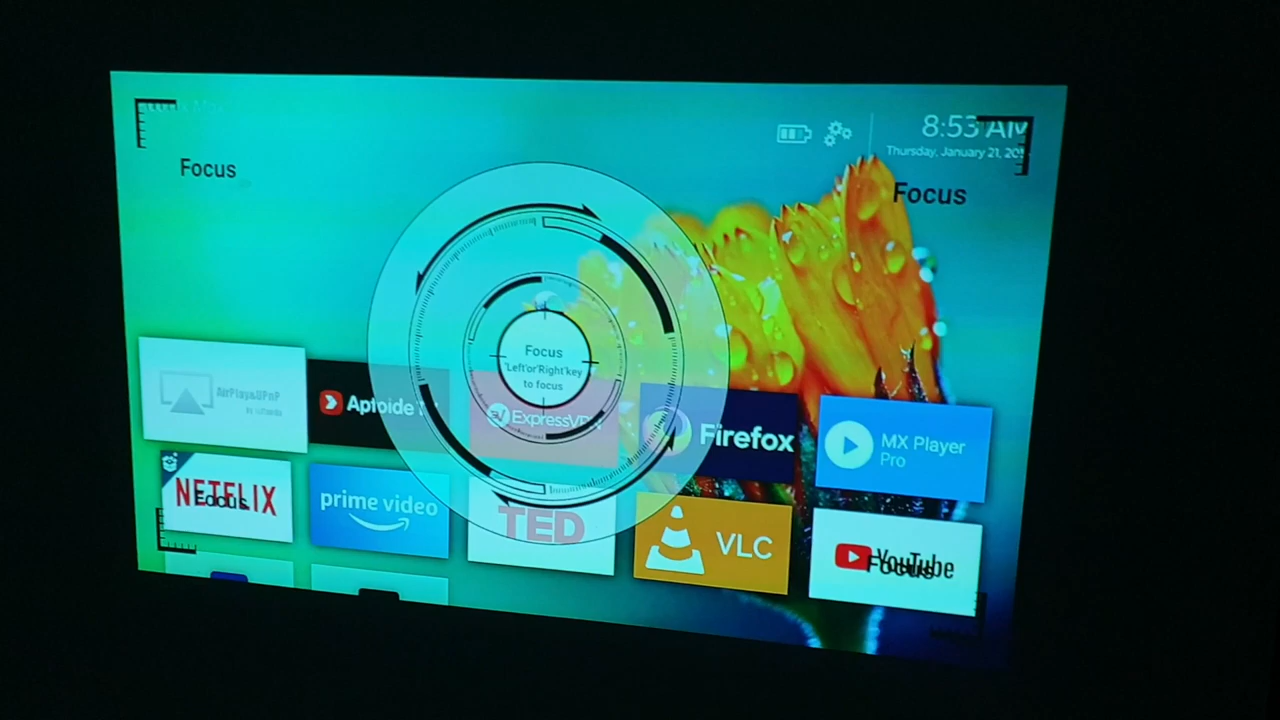 8:53 AM
Thursday, January 21,
Focus
Focus
Focus
'Left'or'Right'key
to focus
AirPlay&UPnP
Aptoide
ExpressVPN
Firefox
MX Player
Pro
NETFLIX
Focus
prime video
TED
VLC
YouTube
Focus